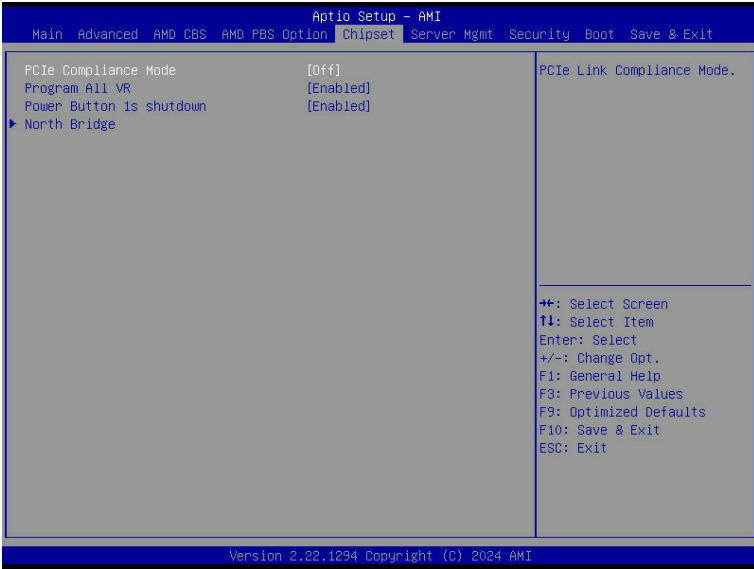 Aptio Setup - AMI
Main Advanced AMD CBS AMD PBS Option Chipset Server Mgmt Security Boot Save & Exit
PCIe Compliance Mode [Off]
Program All VR [Enabled]
Power Button 1s shutdown [Enabled]
North Bridge
PCIe Link Compliance Mode.
→←: Select Screen
↑↓: Select Item
Enter: Select
+/-: Change Opt.
F1: General Help
F3: Previous Values
F9: Optimized Defaults
F10: Save & Exit
ESC: Exit
Version 2.22.1294 Copyright (C) 2024 AMI